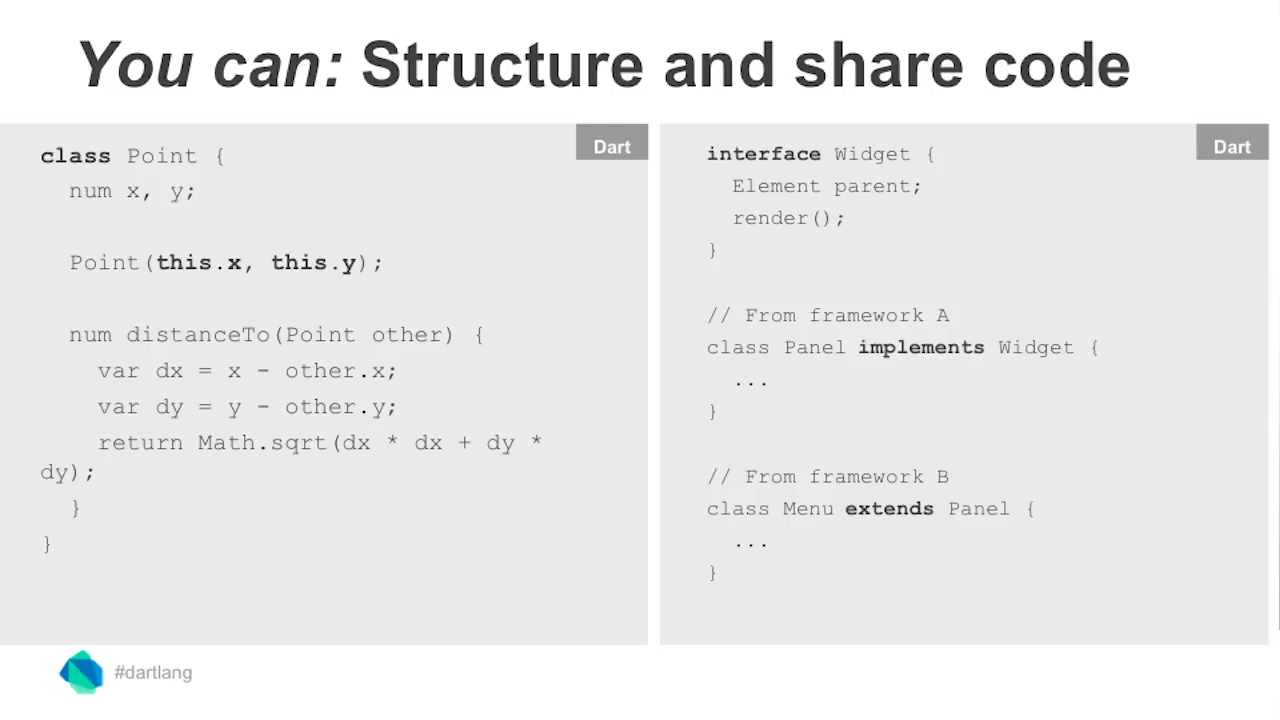 You can: Structure and share code
Dart
class Point {
  num x, y;

  Point(this.x, this.y);

  num distanceTo(Point other) {
    var dx = x - other.x;
    var dy = y - other.y;
    return Math.sqrt(dx * dx + dy *
dy);
  }
}
Dart
interface Widget {
  Element parent;
  render();
}

// From framework A
class Panel implements Widget {
  ...
}

// From framework B
class Menu extends Panel {
  ...
}
#dartlang